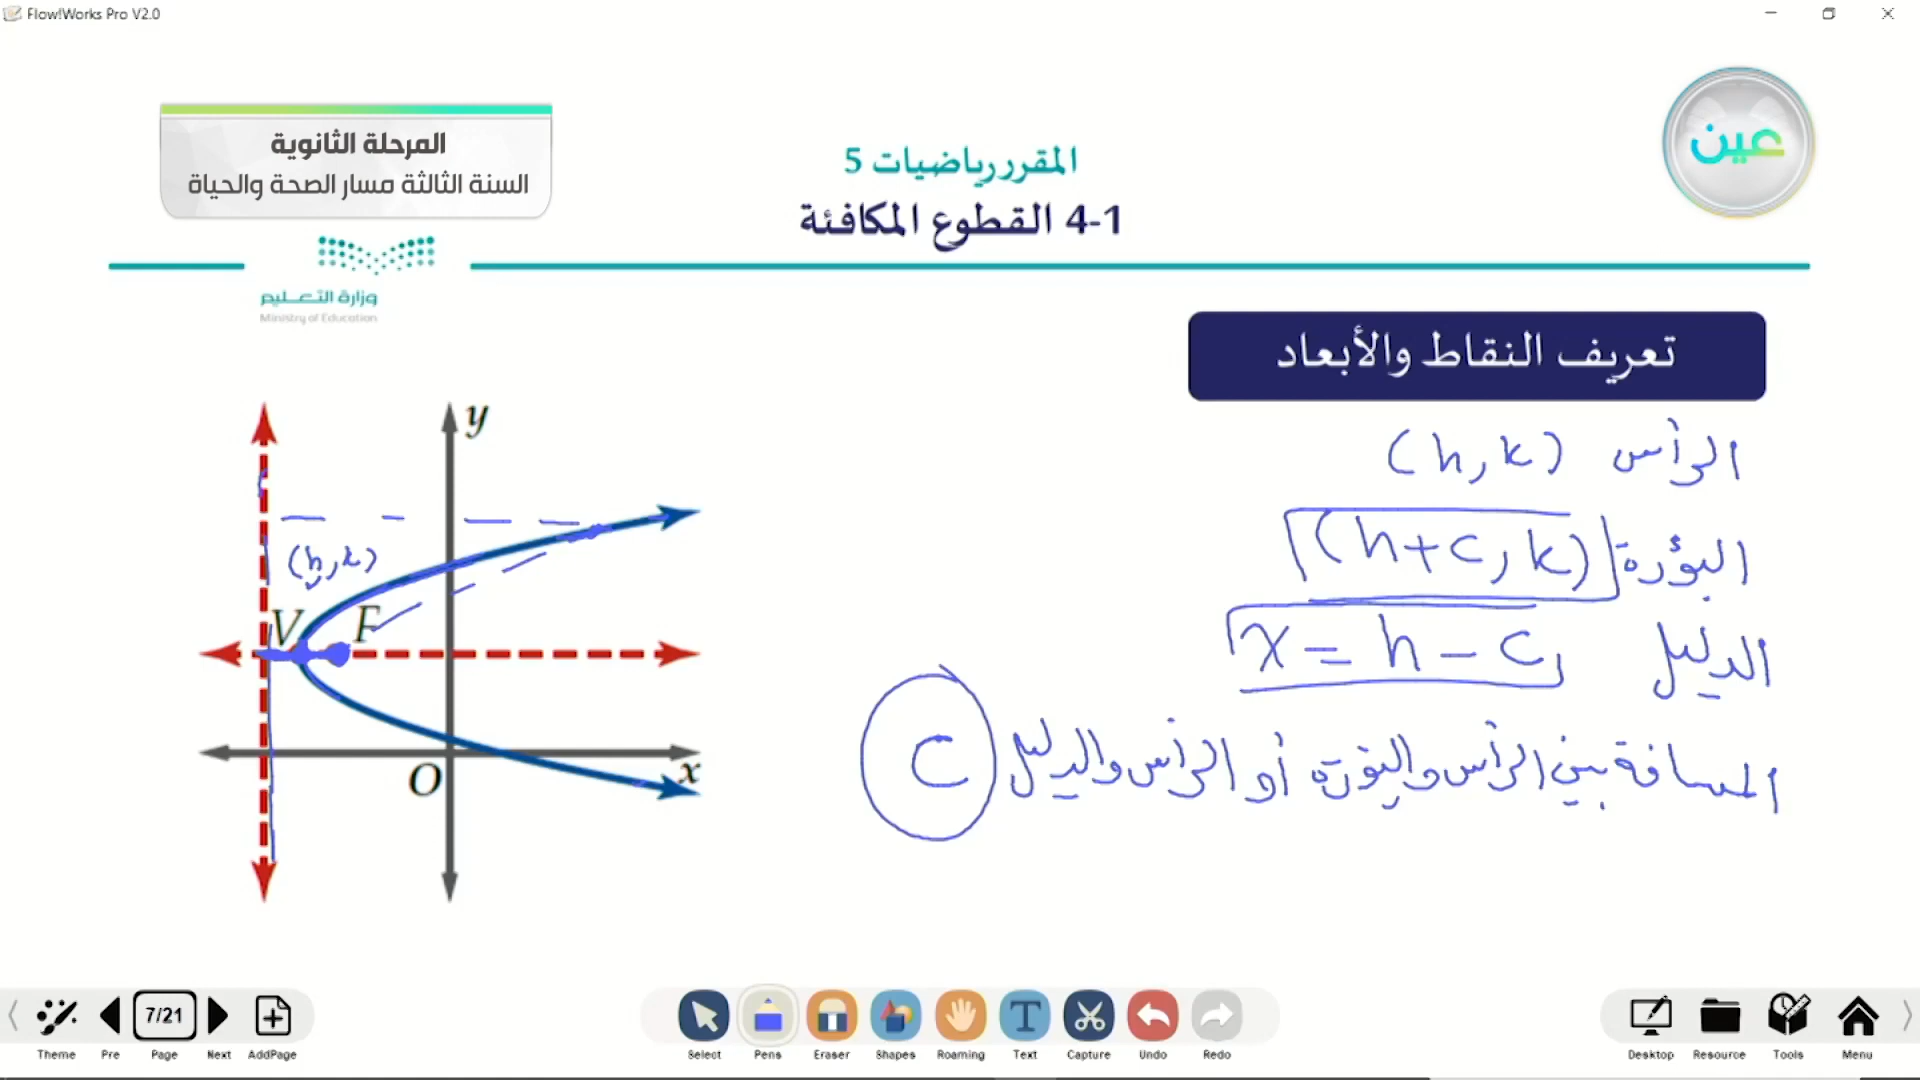 Flow!Works Pro V2.0
عين
المقرر رياضيات 5
4-1 القطوع المكافئة
المرحلة الثانوية
السنة الثالثة مسار الصحة والحياة
وزارة التعليم
Ministry of Education
تعريف النقاط والأبعاد
الرأس (h, k)
البؤرة (h+c, k)
الدليل x = h - c
المسافة بين الرأس والبؤرة أو الرأس والدليل C
y
(h, k)
V F
O x
7/21
Theme Pre Page Next AddPage
Select Pens Eraser Shapes Roaming Text Capture Undo Redo
T
Desktop Resource Tools Menu